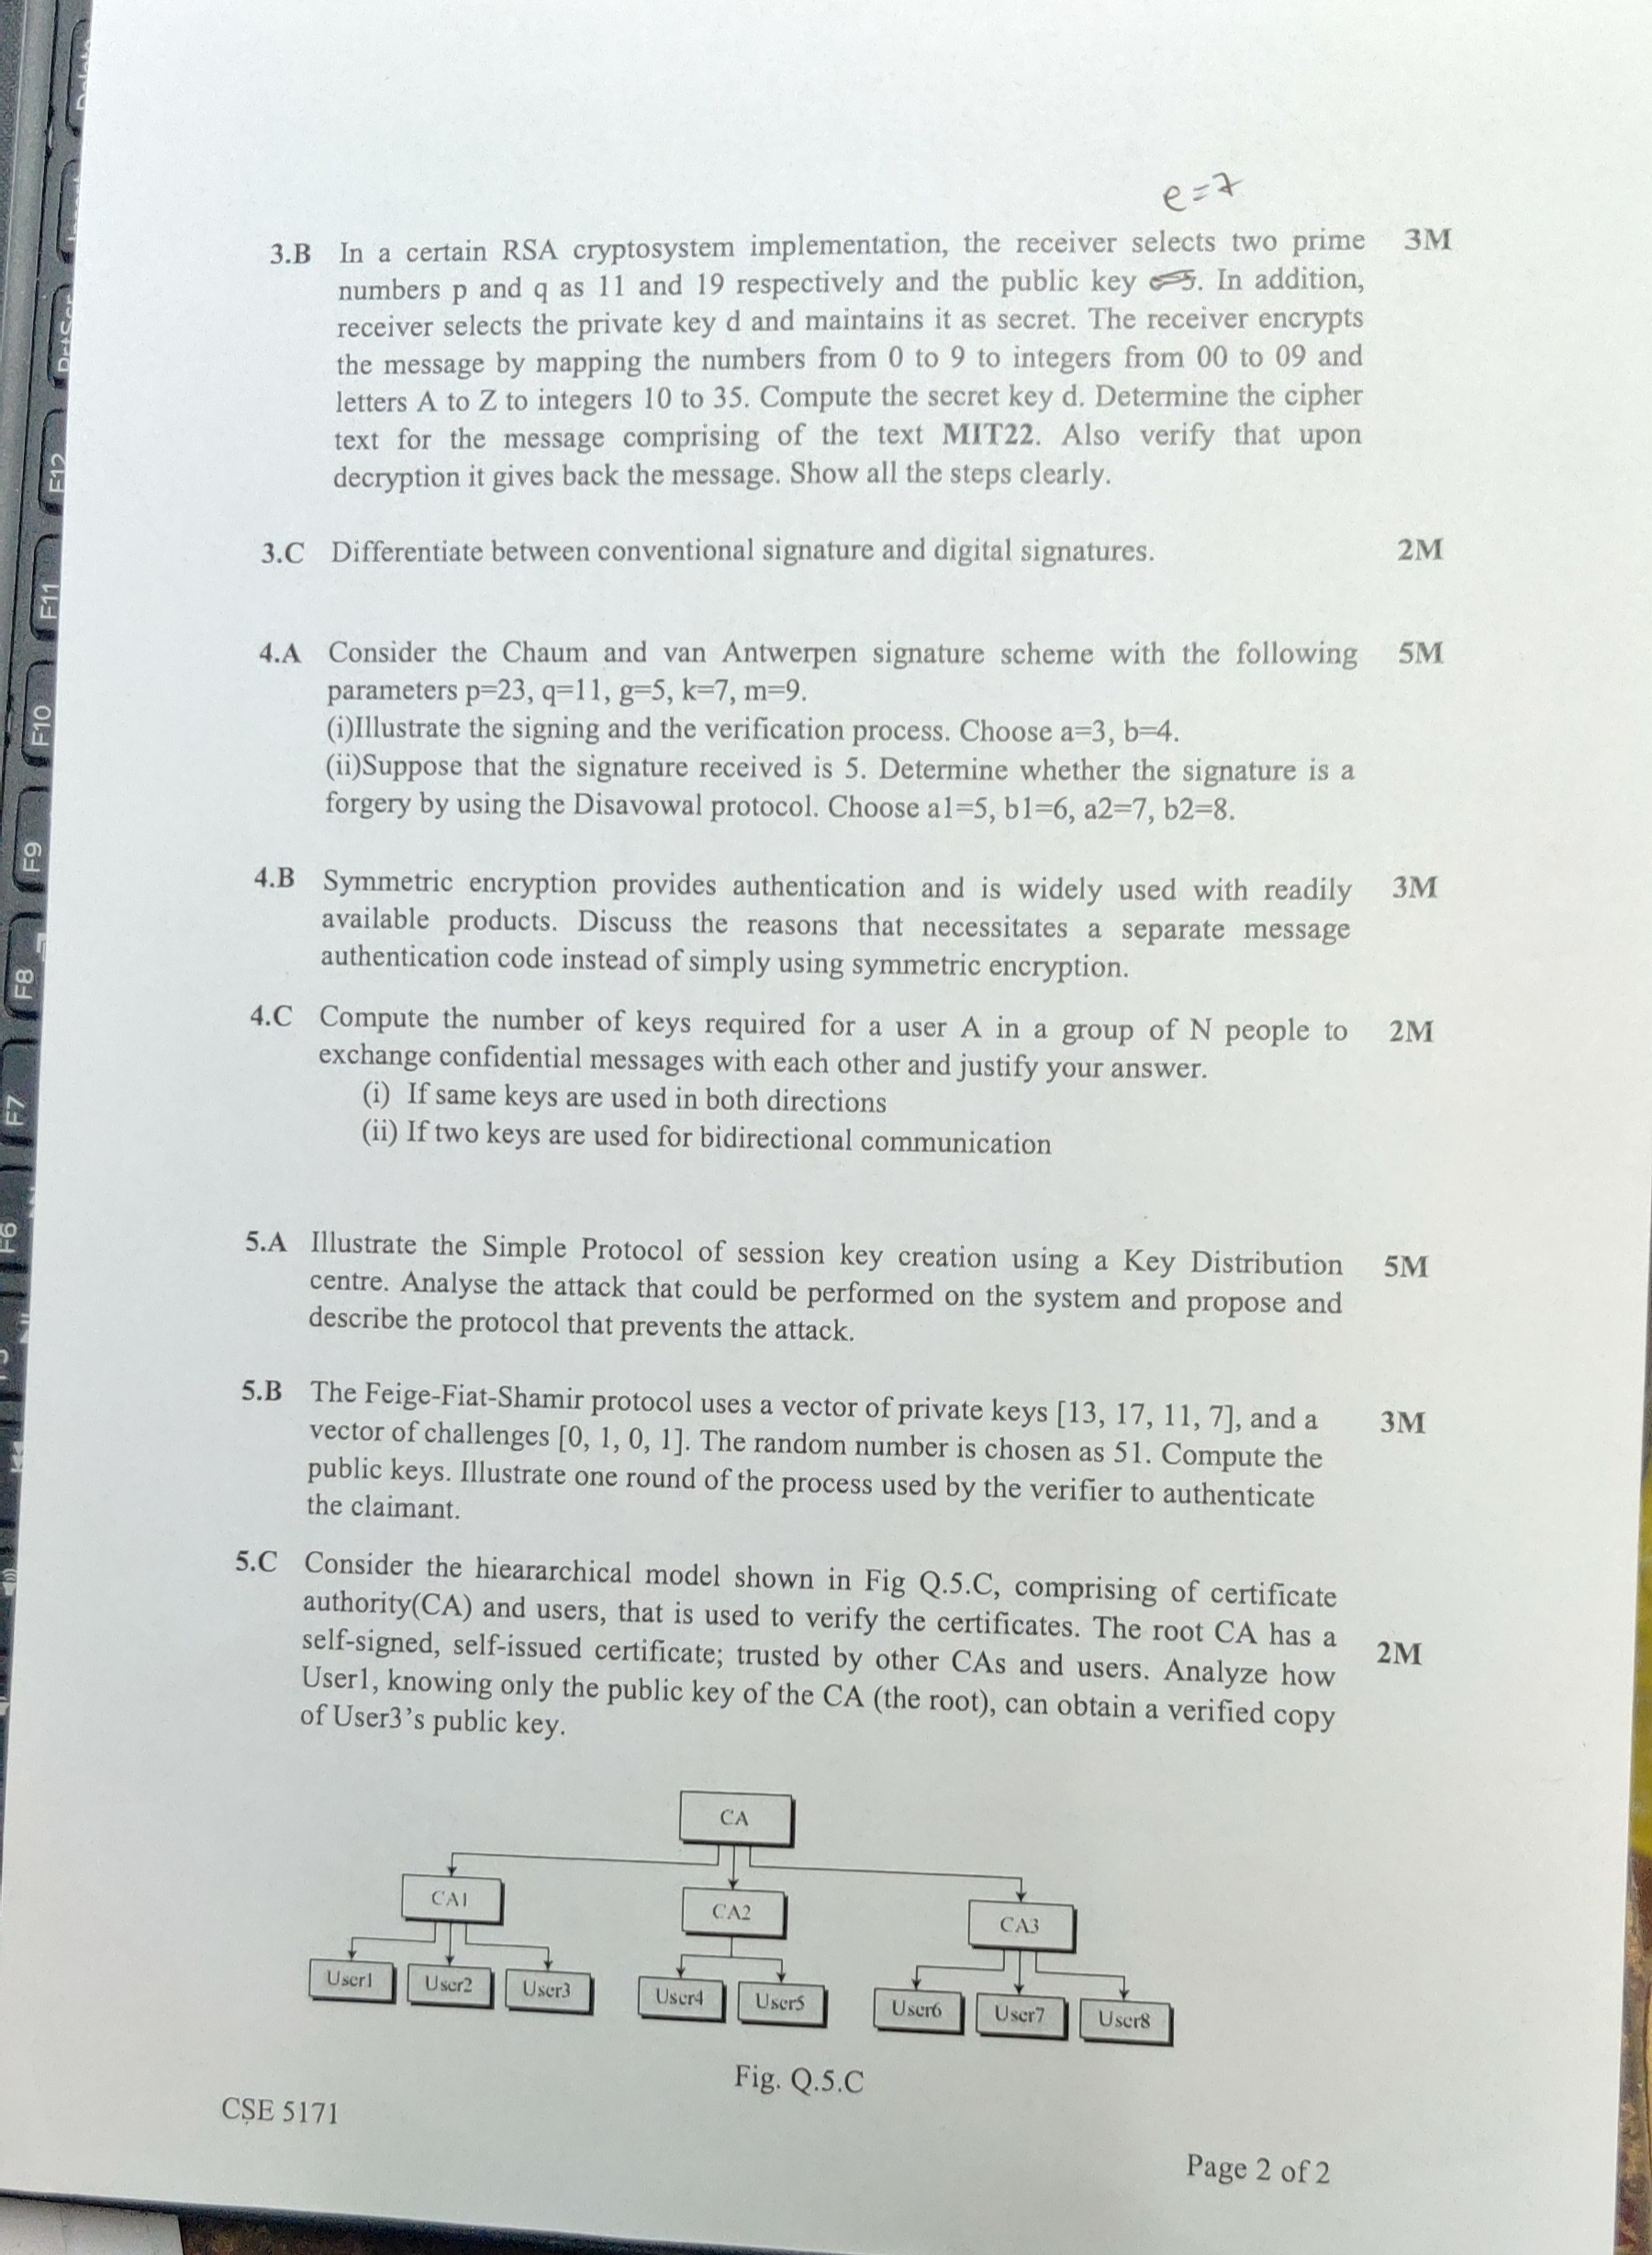 Delete
Insert
PrtScr
F12
F11
F10
F9
F8
F7
F6
e=7
3.B In a certain RSA cryptosystem implementation, the receiver selects two prime 3M
numbers p and q as 11 and 19 respectively and the public key e=5. In addition,
receiver selects the private key d and maintains it as secret. The receiver encrypts
the message by mapping the numbers from 0 to 9 to integers from 00 to 09 and
letters A to Z to integers 10 to 35. Compute the secret key d. Determine the cipher
text for the message comprising of the text MIT22. Also verify that upon
decryption it gives back the message. Show all the steps clearly.
3.C Differentiate between conventional signature and digital signatures. 2M
4.A Consider the Chaum and van Antwerpen signature scheme with the following 5M
parameters p=23, q=11, g=5, k=7, m=9.
(i)Illustrate the signing and the verification process. Choose a=3, b=4.
(ii)Suppose that the signature received is 5. Determine whether the signature is a
forgery by using the Disavowal protocol. Choose a1=5, b1=6, a2=7, b2=8.
4.B Symmetric encryption provides authentication and is widely used with readily 3M
available products. Discuss the reasons that necessitates a separate message
authentication code instead of simply using symmetric encryption.
4.C Compute the number of keys required for a user A in a group of N people to 2M
exchange confidential messages with each other and justify your answer.
(i) If same keys are used in both directions
(ii) If two keys are used for bidirectional communication
5.A Illustrate the Simple Protocol of session key creation using a Key Distribution 5M
centre. Analyse the attack that could be performed on the system and propose and
describe the protocol that prevents the attack.
5.B The Feige-Fiat-Shamir protocol uses a vector of private keys [13, 17, 11, 7], and a 3M
vector of challenges [0, 1, 0, 1]. The random number is chosen as 51. Compute the
public keys. Illustrate one round of the process used by the verifier to authenticate
the claimant.
5.C Consider the hieararchical model shown in Fig Q.5.C, comprising of certificate
authority(CA) and users, that is used to verify the certificates. The root CA has a
self-signed, self-issued certificate; trusted by other CAs and users. Analyze how 2M
User1, knowing only the public key of the CA (the root), can obtain a verified copy
of User3's public key.
CA
CA1 CA2 CA3
User1 User2 User3 User4 User5 User6 User7 User8
Fig. Q.5.C
CSE 5171
Page 2 of 2